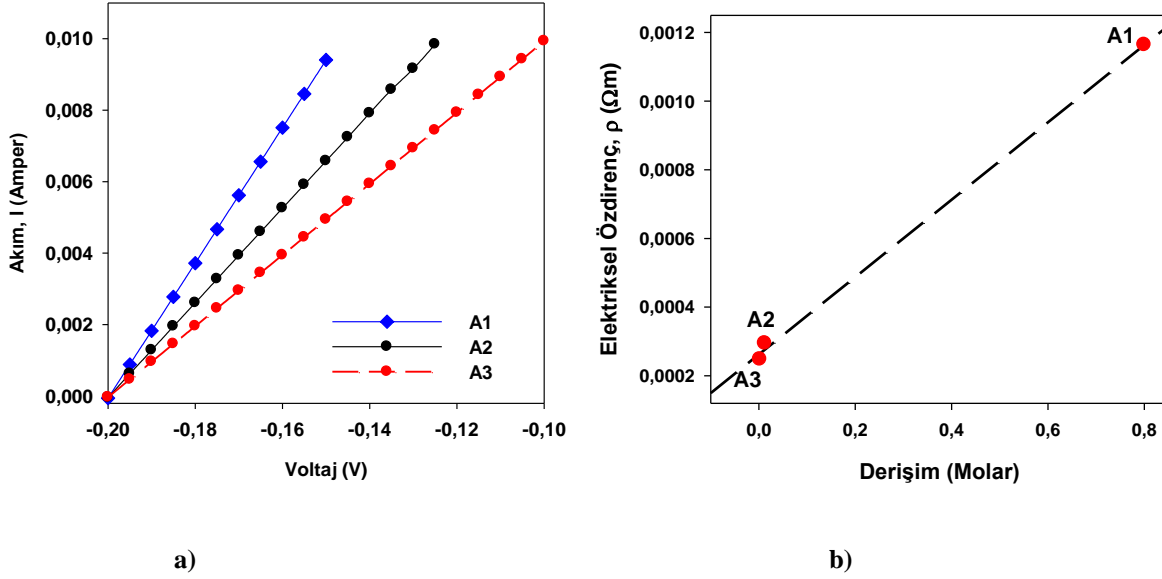 Akım, I (Amper)
0,010
0,008
0,006
0,004
0,002
0,000
-0,20 -0,18 -0,16 -0,14 -0,12 -0,10
Voltaj (V)
A1
A2
A3
a)
Elektriksel Özdirenç, ρ (Ωm)
0,0012
0,0010
0,0008
0,0006
0,0004
0,0002
0,0 0,2 0,4 0,6 0,8
Derişim (Molar)
A1
A2
A3
b)